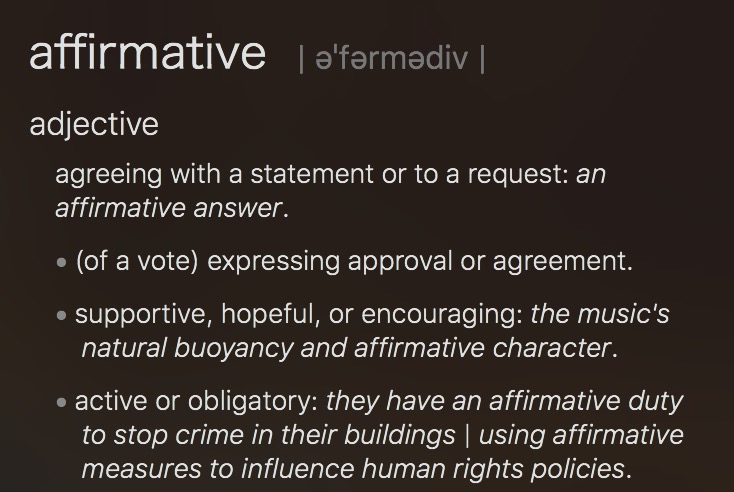 affirmative | əˈfərmədiv |
adjective
agreeing with a statement or to a request: an
affirmative answer.
• (of a vote) expressing approval or agreement.
• supportive, hopeful, or encouraging: the music's
natural buoyancy and affirmative character.
• active or obligatory: they have an affirmative duty
to stop crime in their buildings | using affirmative
measures to influence human rights policies.